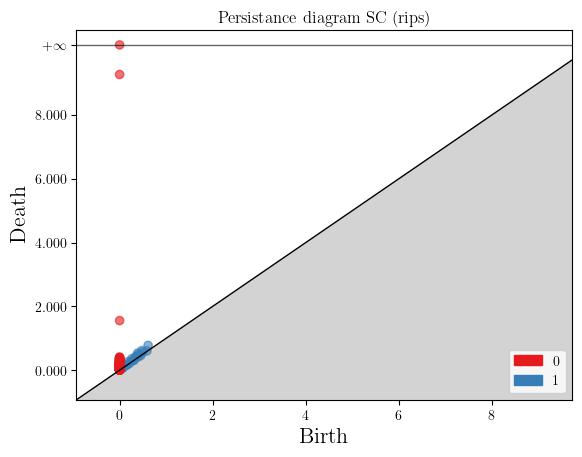 Persistance diagram SC (rips)
+∞
8.000
6.000
4.000
2.000
0.000
Death
0 2 4 6 8
Birth
0
1